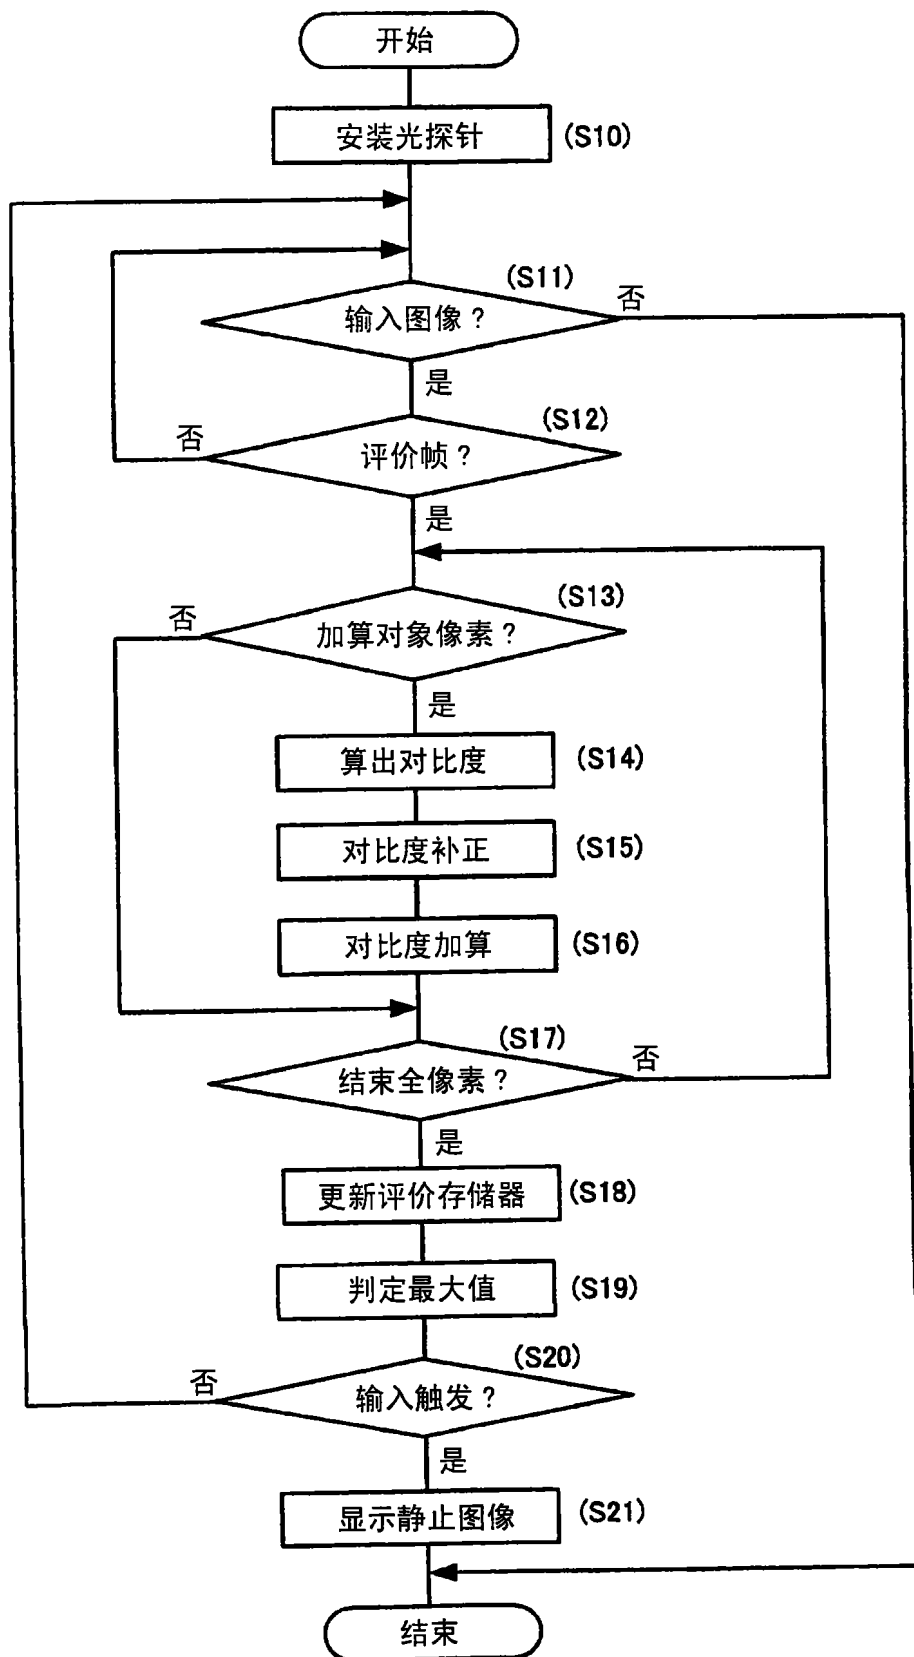 开始
安装光探针 (S10)
(S11)
输入图像？ 否
是
(S12)
否 评价帧？
是
(S13)
否 加算对象像素？
是
算出对比度 (S14)
对比度补正 (S15)
对比度加算 (S16)
(S17)
结束全像素？ 否
是
更新评价存储器 (S18)
判定最大值 (S19)
(S20)
否 输入触发？
是
显示静止图像 (S21)
结束